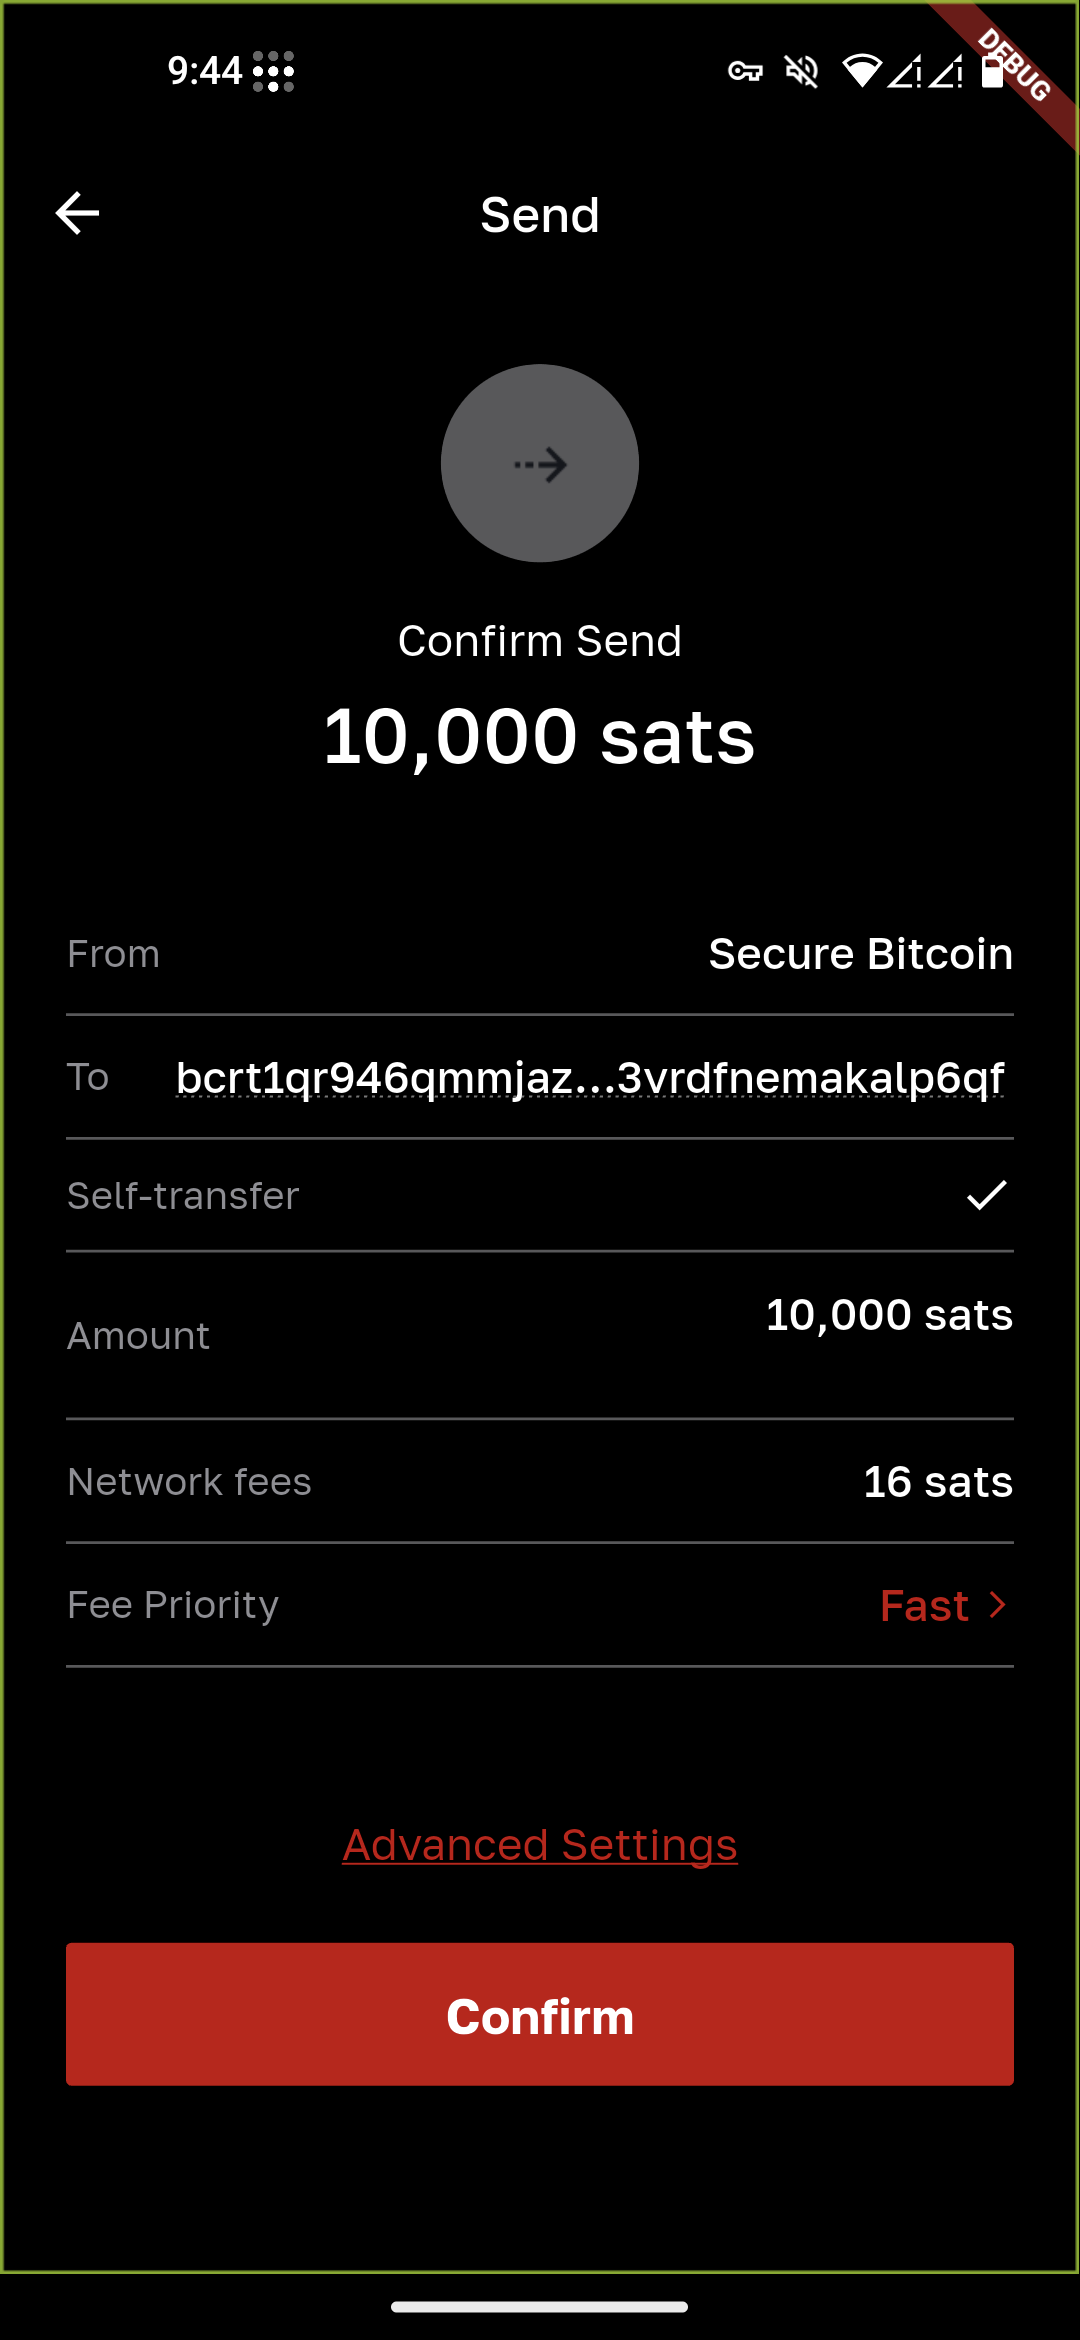 9:44
DEBUG
Send
Confirm Send
10,000 sats
From Secure Bitcoin
To bcrt1qr946qmmjaz...3vrdfnemakalp6qf
Self-transfer
Amount 10,000 sats
Network fees 16 sats
Fee Priority Fast
Advanced Settings
Confirm